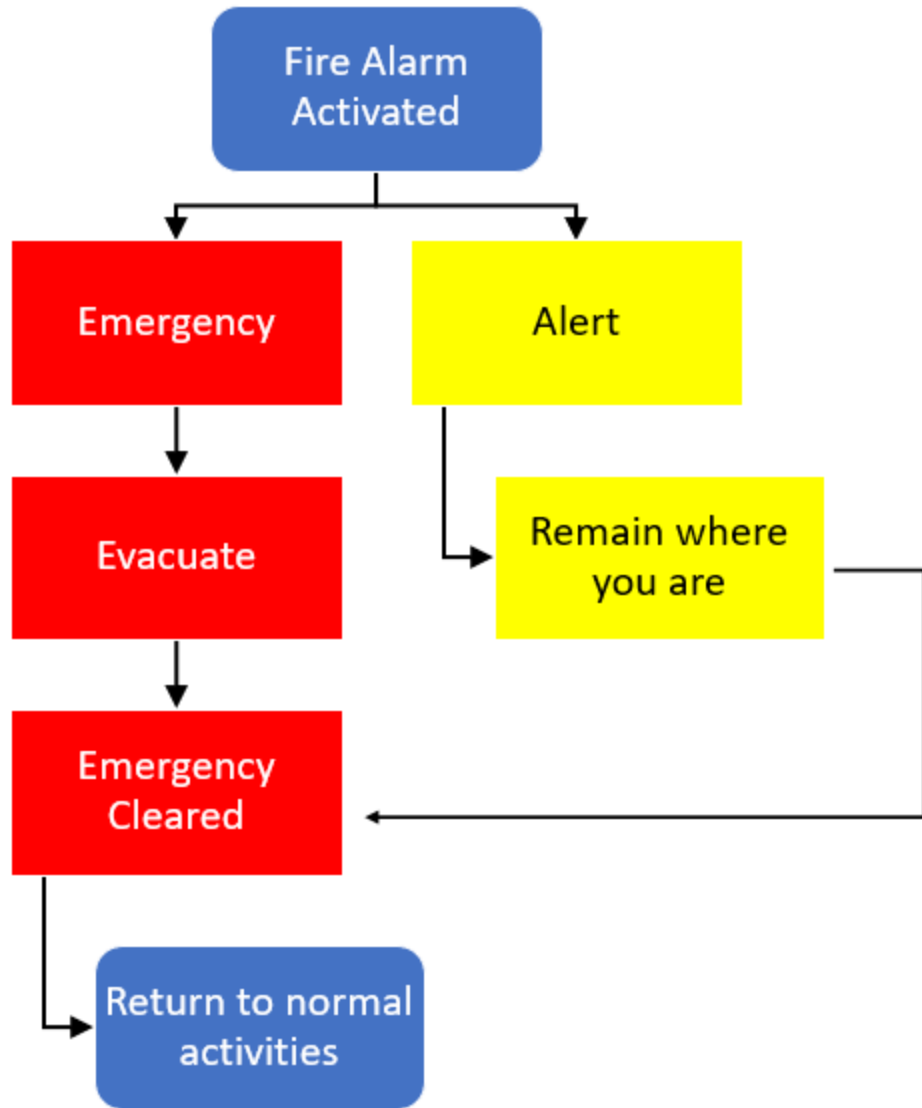 Fire Alarm
Activated
Emergency
Alert
Evacuate
Remain where
you are
Emergency
Cleared
Return to normal
activities